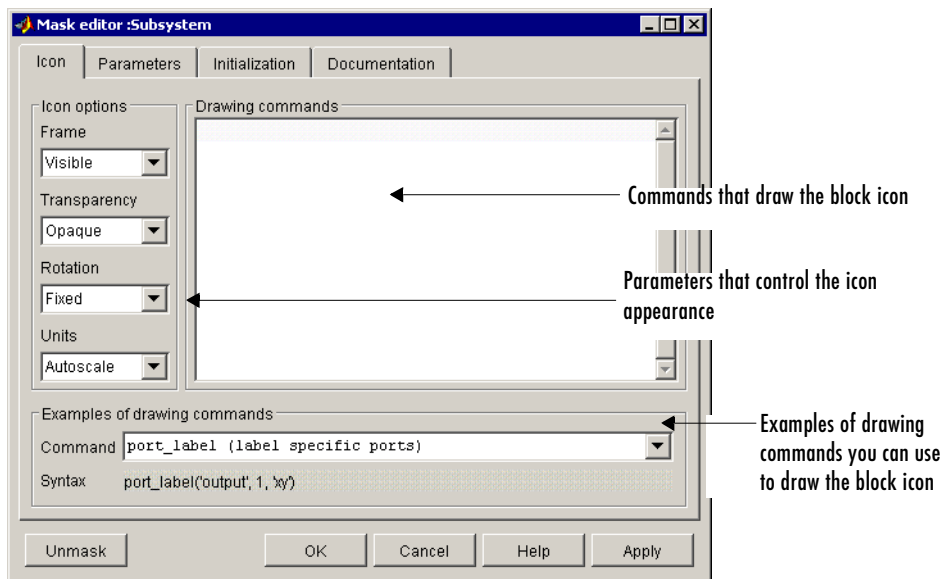 Mask editor :Subsystem
Icon Parameters Initialization Documentation
Icon options
Frame
Visible
Transparency
Opaque
Rotation
Fixed
Units
Autoscale
Drawing commands
Commands that draw the block icon
Parameters that control the icon
appearance
Examples of drawing commands
Command port_label (label specific ports)
Syntax port_label('output', 1, 'xy')
Examples of drawing
commands you can use
to draw the block icon
Unmask OK Cancel Help Apply